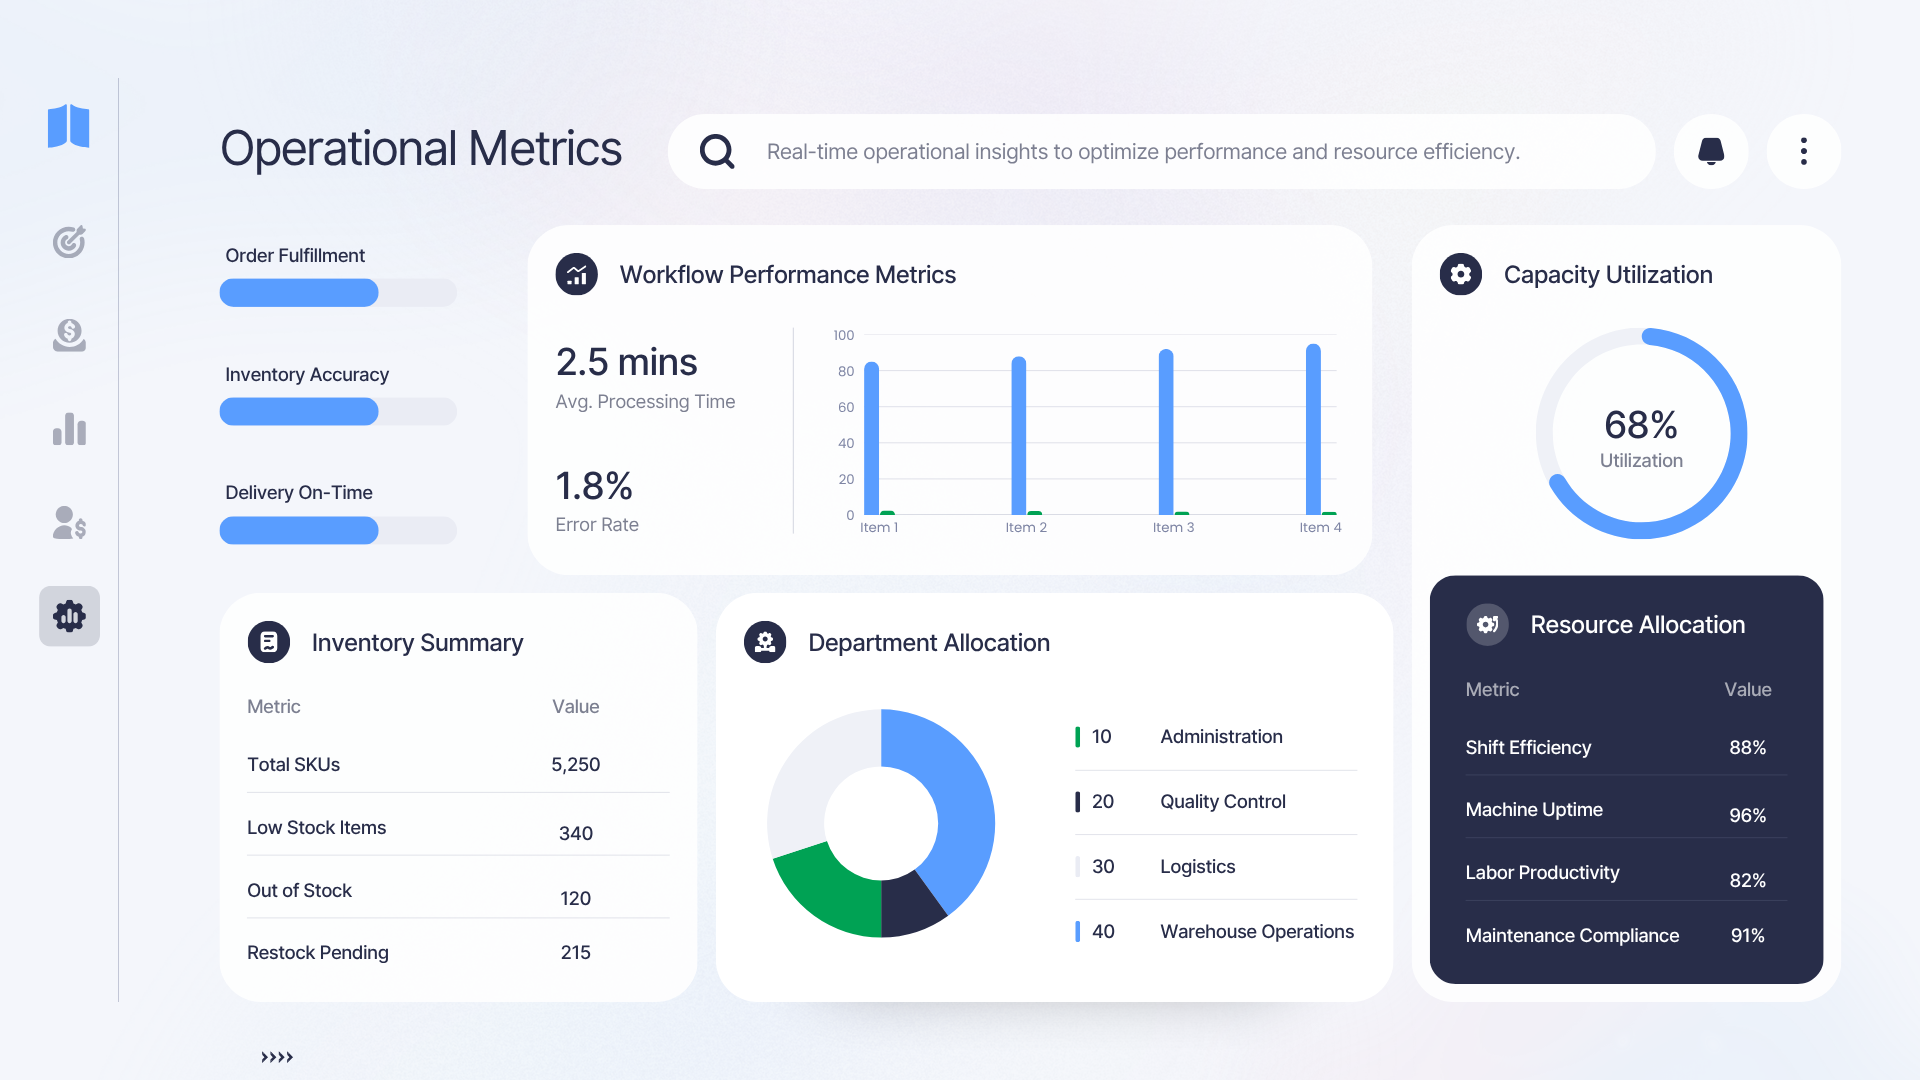 Operational Metrics
Real-time operational insights to optimize performance and resource efficiency.
Order Fulfillment
Inventory Accuracy
Delivery On-Time
Workflow Performance Metrics
2.5 mins
Avg. Processing Time
1.8%
Error Rate
100
80
60
40
20
0
Item 1
Item 2
Item 3
Item 4
Capacity Utilization
68%
Utilization
Inventory Summary
Metric Value
Total SKUs 5,250
Low Stock Items 340
Out of Stock 120
Restock Pending 215
Department Allocation
10 Administration
20 Quality Control
30 Logistics
40 Warehouse Operations
Resource Allocation
Metric Value
Shift Efficiency 88%
Machine Uptime 96%
Labor Productivity 82%
Maintenance Compliance 91%